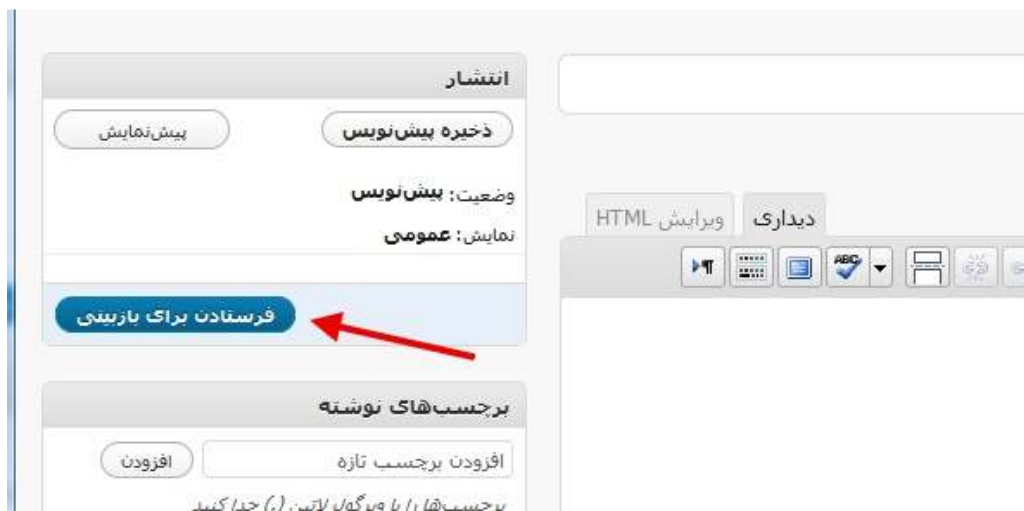 انتشار
ذخیره پیش‌نویس
پیش‌نمایش
وضعیت: پیش‌نویس
نمایش: عمومی
فرستادن برای بازبینی
برچسب‌های نوشته
افزودن برچسب تازه
افزودن
برچسب‌ها را با ویرگول لاتین (,) جدا کنید
دیداری
ویرایش HTML
ABC